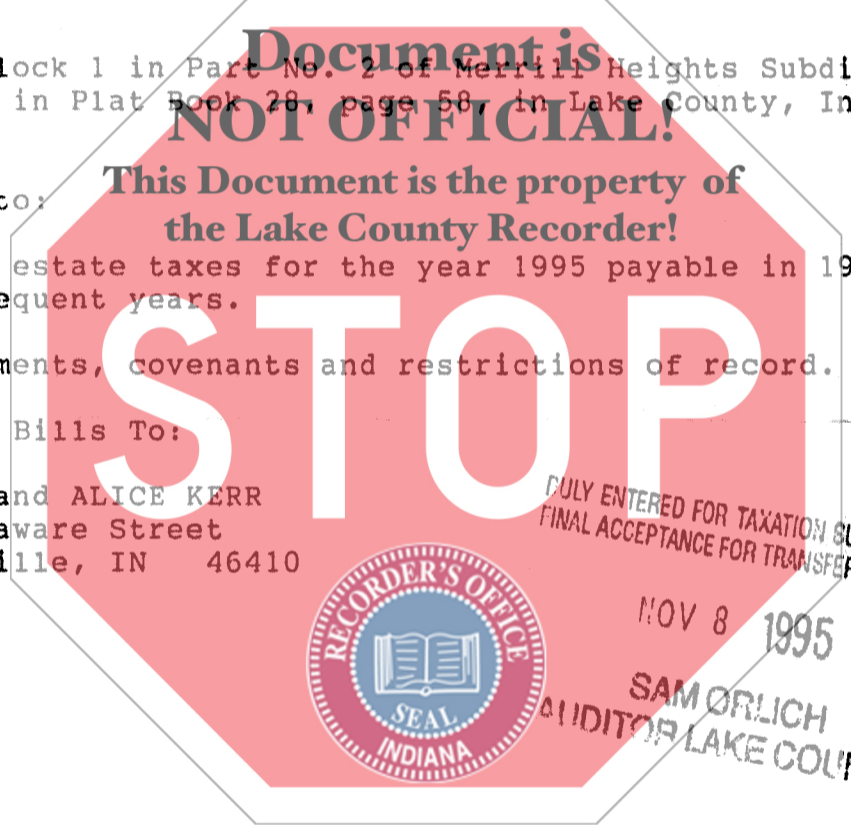 Document is
lock 1 in Part No. 2 of Merrill Heights Subdi
in Plat Book 28, page 58, in Lake County, In
NOT OFFICIAL!
This Document is the property of
to:
the Lake County Recorder!
estate taxes for the year 1995 payable in 19
equent years.
STOP
ments, covenants and restrictions of record.
Bills To:
and ALICE KERR
aware Street
ille, IN 46410
DULY ENTERED FOR TAXATION SU
FINAL ACCEPTANCE FOR TRANSFER
NOV 8 1995
SAM ORLICH
AUDITOR LAKE COU
RECORDER'S OFFICE
SEAL
INDIANA